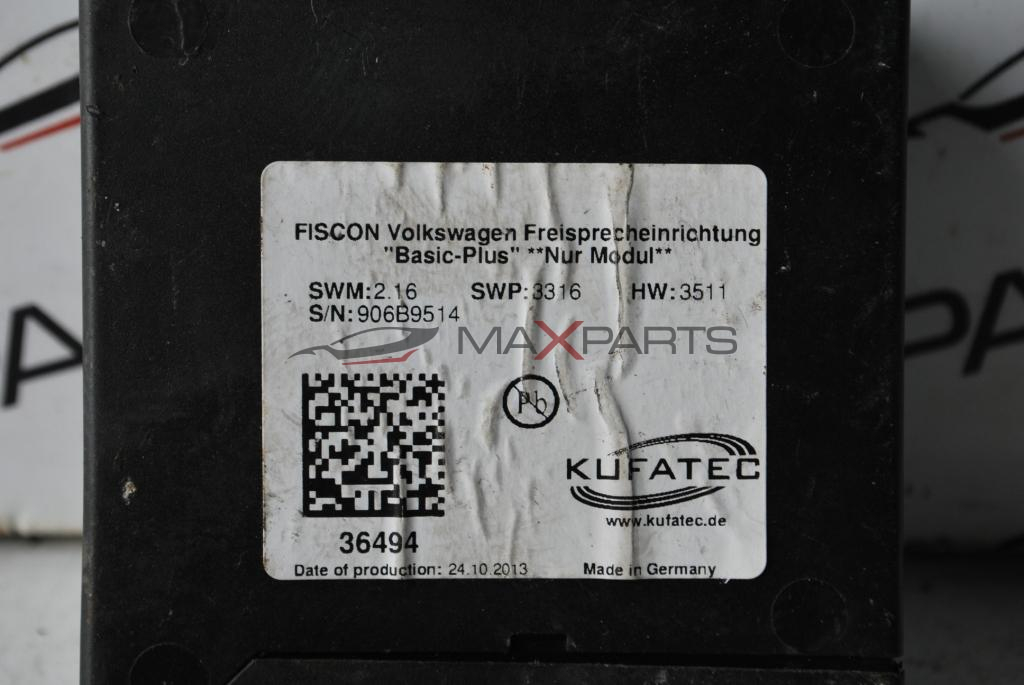 FISCON Volkswagen Freisprecheinrichtung
"Basic-Plus" **Nur Modul**
SWM:2.16 SWP:3316 HW:3511
S/N:906B9514
MAXPARTS
Pb
KUFATEC
www.kufatec.de
36494
Date of production: 24.10.2013 Made in Germany